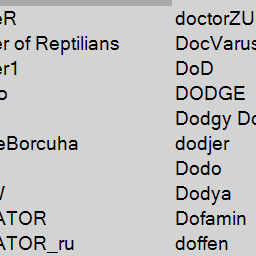 eR
er of Reptilians
er1
o
eBorcuha
ATOR
ATOR_ru
doctorZU
DocVarus
DoD
DODGE
Dodgy Do
dodjer
Dodo
Dodya
Dofamin
doffen